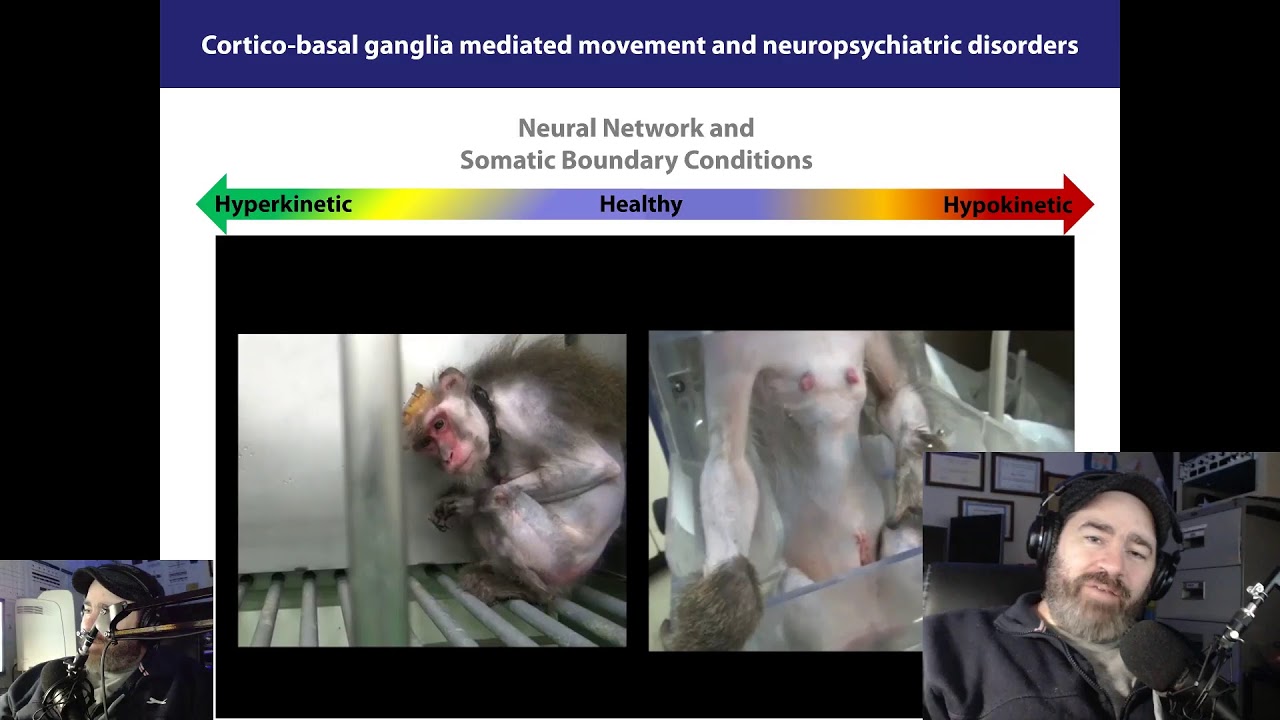 Cortico-basal ganglia mediated movement and neuropsychiatric disorders
Neural Network and
Somatic Boundary Conditions
Hyperkinetic
Healthy
Hypokinetic